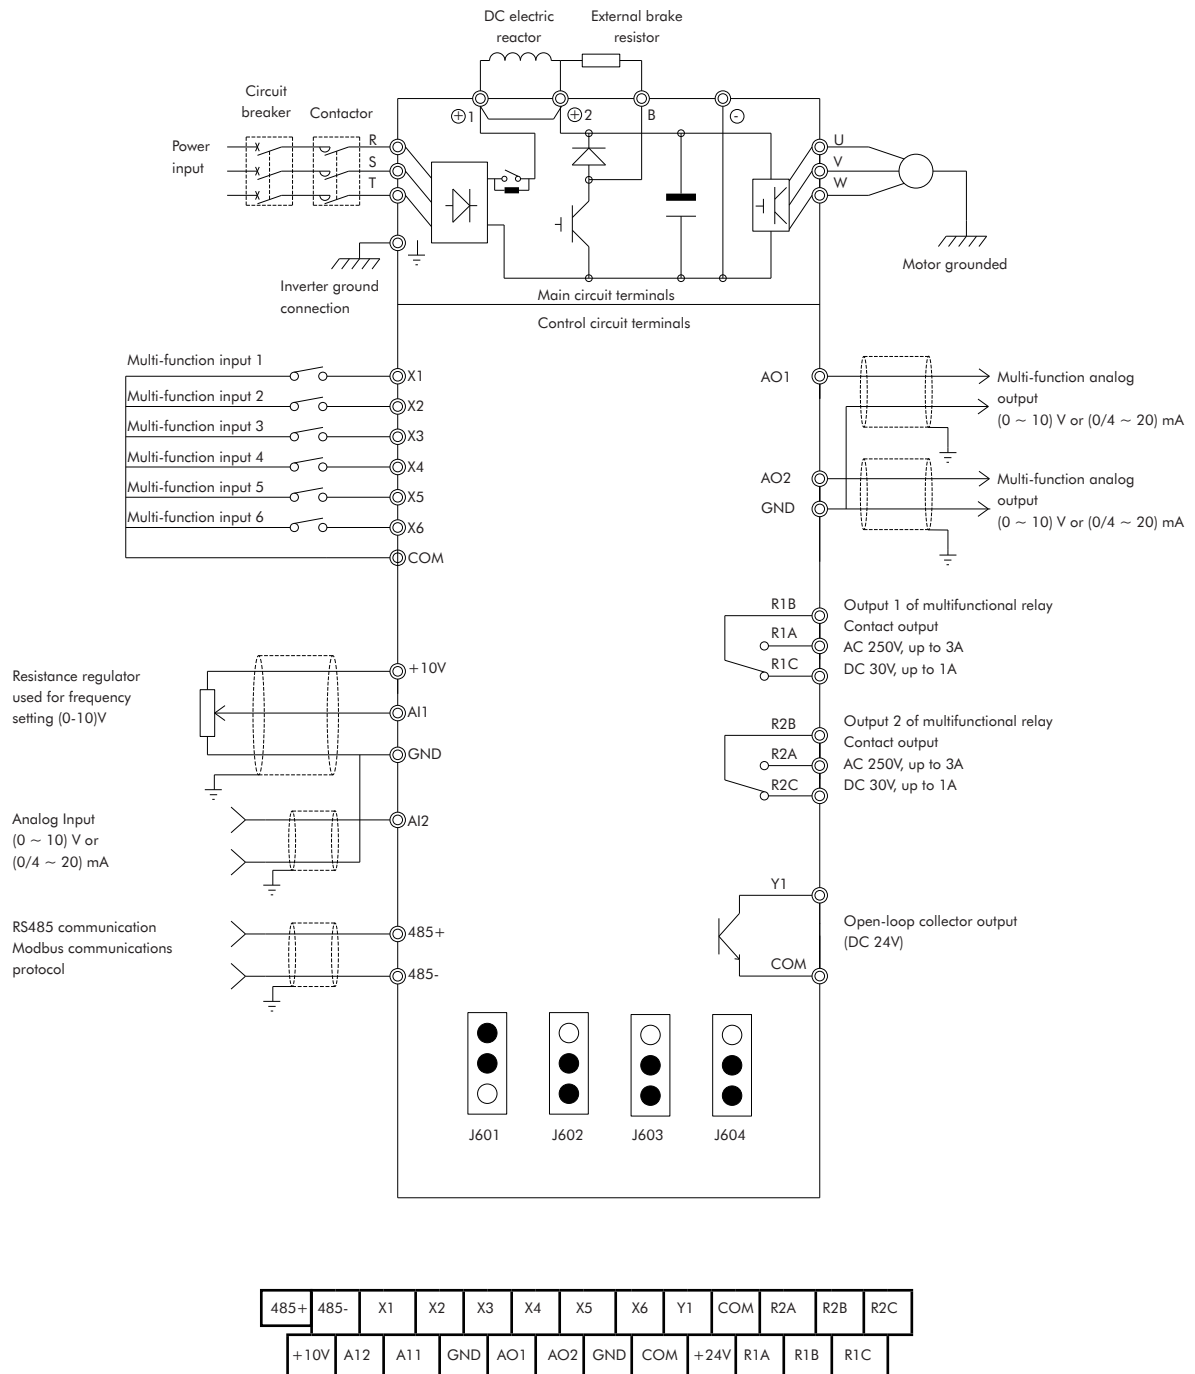 DC electric
reactor
External brake
resistor
Circuit
breaker
Contactor
Power
input
R
S
T
+1
+2
B
-
U
V
W
Motor grounded
Inverter ground
connection
Main circuit terminals
Control circuit terminals
Multi-function input 1
X1
Multi-function input 2
X2
Multi-function input 3
X3
Multi-function input 4
X4
Multi-function input 5
X5
Multi-function input 6
X6
COM
AO1
Multi-function analog
output
(0 ~ 10) V or (0/4 ~ 20) mA
AO2
GND
Multi-function analog
output
(0 ~ 10) V or (0/4 ~ 20) mA
R1B
R1A
R1C
Output 1 of multifunctional relay
Contact output
AC 250V, up to 3A
DC 30V, up to 1A
Resistance regulator
used for frequency
setting (0-10)V
+10V
AI1
GND
R2B
R2A
R2C
Output 2 of multifunctional relay
Contact output
AC 250V, up to 3A
DC 30V, up to 1A
Analog Input
(0 ~ 10) V or
(0/4 ~ 20) mA
AI2
Y1
COM
Open-loop collector output
(DC 24V)
RS485 communication
Modbus communications
protocol
485+
485-
J601
J602
J603
J604
485+ 485- X1 X2 X3 X4 X5 X6 Y1 COM R2A R2B R2C
+10V A12 A11 GND AO1 AO2 GND COM +24V R1A R1B R1C